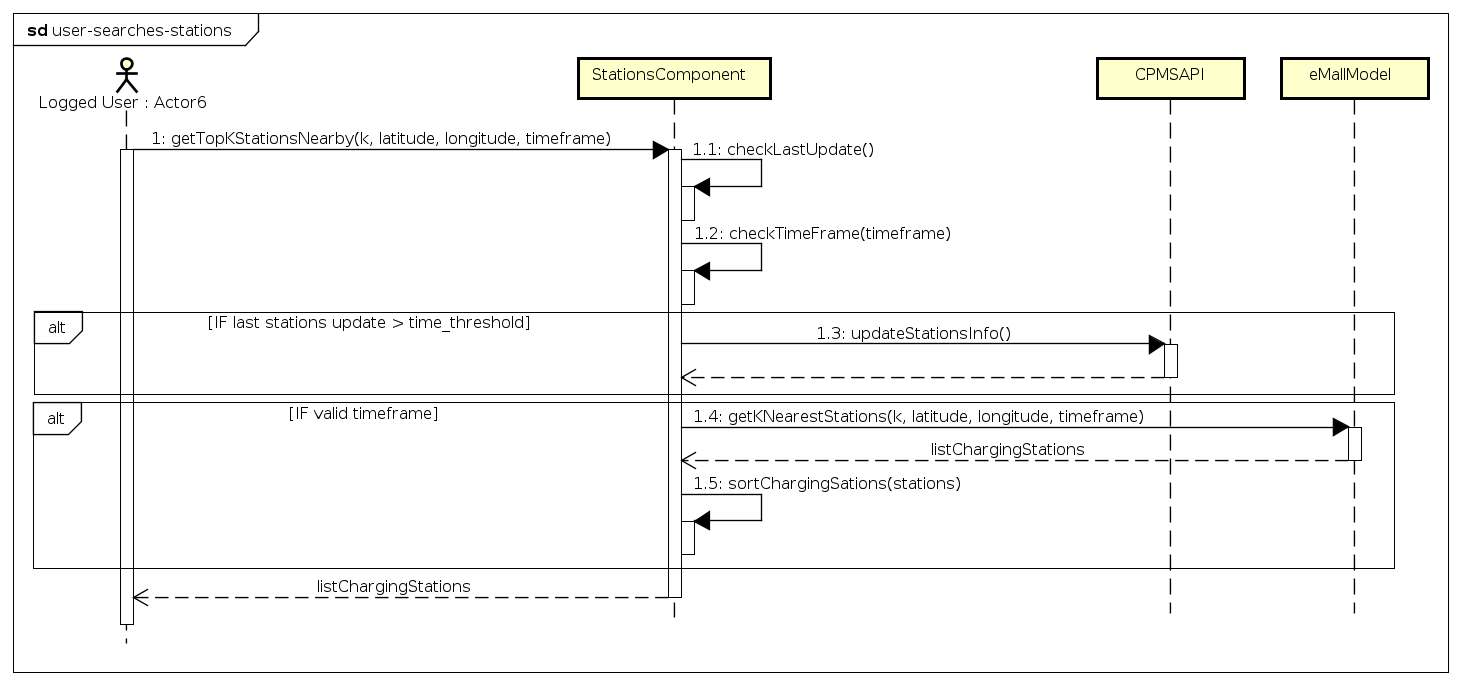 sd user-searches-stations
Logged User : Actor6
StationsComponent
CPMSAPI
eMallModel
1: getTopKStationsNearby(k, latitude, longitude, timeframe)
1.1: checkLastUpdate()
1.2: checkTimeFrame(timeframe)
alt
[IF last stations update > time_threshold]
1.3: updateStationsInfo()
alt
[IF valid timeframe]
1.4: getKNearestStations(k, latitude, longitude, timeframe)
listChargingStations
1.5: sortChargingSations(stations)
listChargingStations